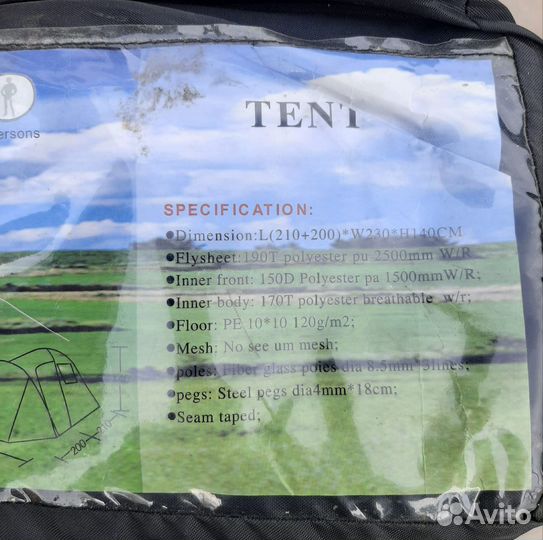 TENT
ersons
SPECIFICATION:
•Dimension:L(210+200)*W230*H140CM
•Flysheet: 190T polyester pu 2500mm W/R
•Inner front: 150D Polyester pa 1500mmW/R;
•Inner body: 170T polyester breathable w/r;
•Floor: PE 10*10 120g/m2;
•Mesh: No see um mesh;
•poles: Fiber glass poles dia 8.5mm*3lines;
•pegs: Steel pegs dia4mm*18cm;
•Seam taped;
200 210
Avito